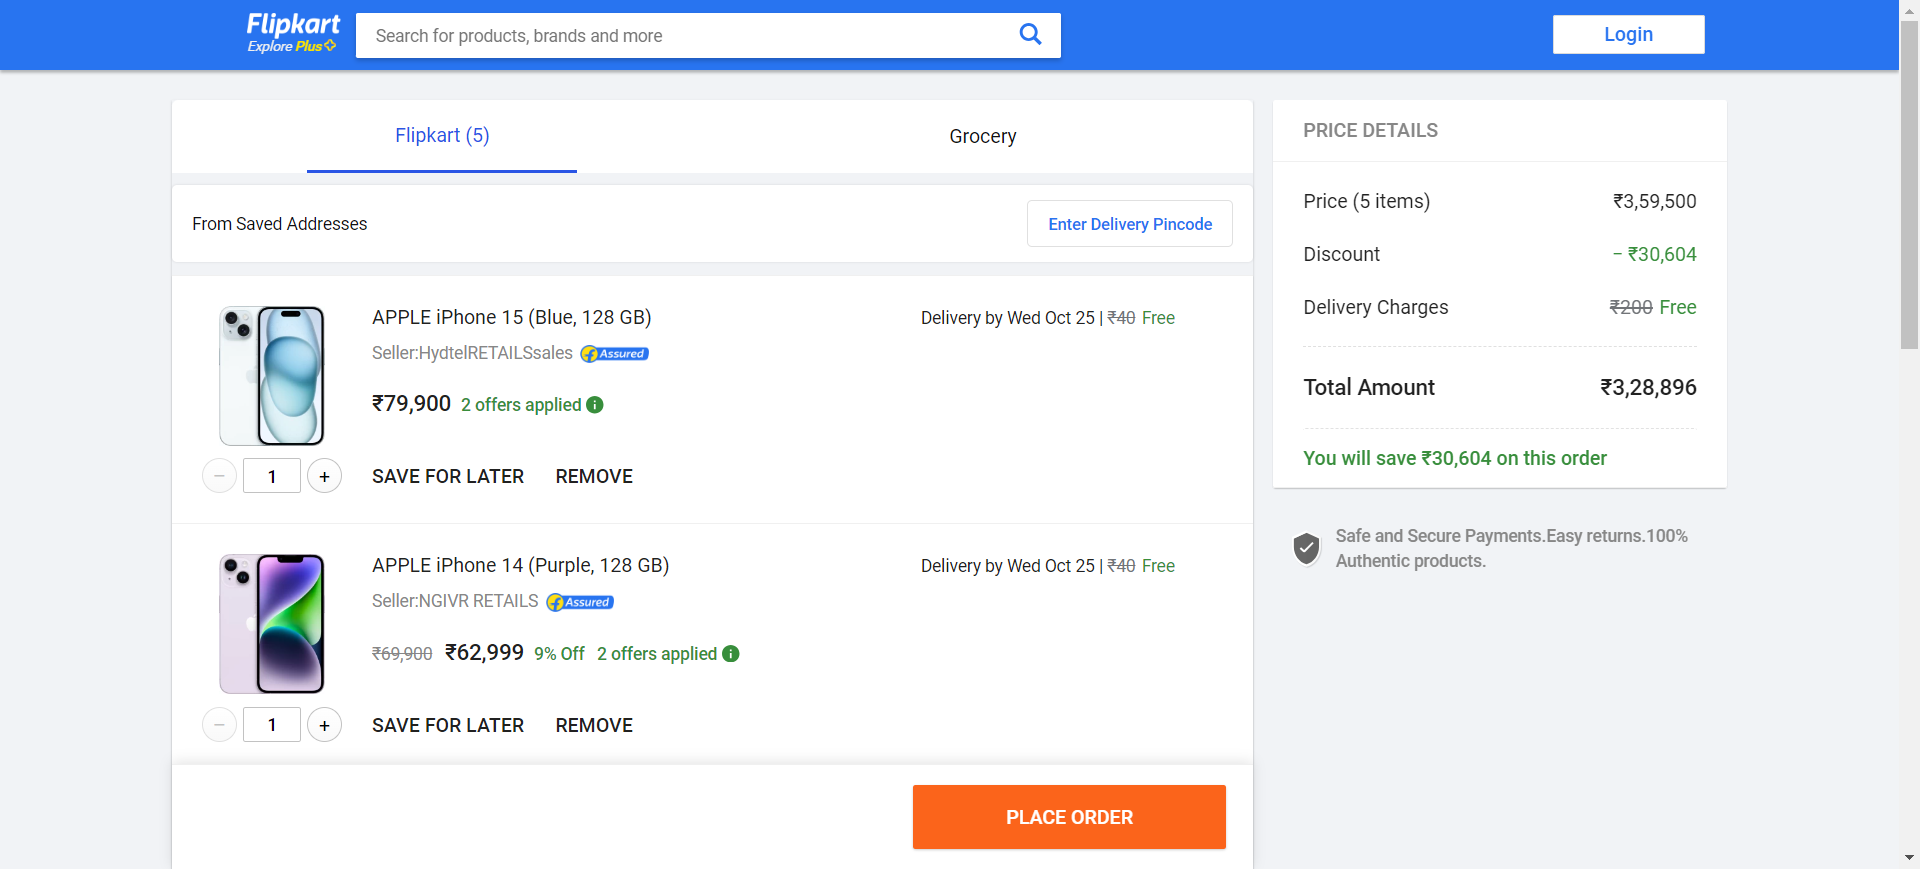 Flipkart
Explore Plus
Search for products, brands and more
Login
Flipkart (5)
Grocery
From Saved Addresses
Enter Delivery Pincode
APPLE iPhone 15 (Blue, 128 GB)
Delivery by Wed Oct 25 | ₹40 Free
Seller:HydtelRETAILSsales
f Assured
₹79,900 2 offers applied i
− 1 + SAVE FOR LATER REMOVE
APPLE iPhone 14 (Purple, 128 GB)
Delivery by Wed Oct 25 | ₹40 Free
Seller:NGIVR RETAILS
f Assured
₹69,900 ₹62,999 9% Off 2 offers applied i
− 1 + SAVE FOR LATER REMOVE
PLACE ORDER
PRICE DETAILS
Price (5 items) ₹3,59,500
Discount − ₹30,604
Delivery Charges ₹200 Free
Total Amount ₹3,28,896
You will save ₹30,604 on this order
Safe and Secure Payments.Easy returns.100%
Authentic products.